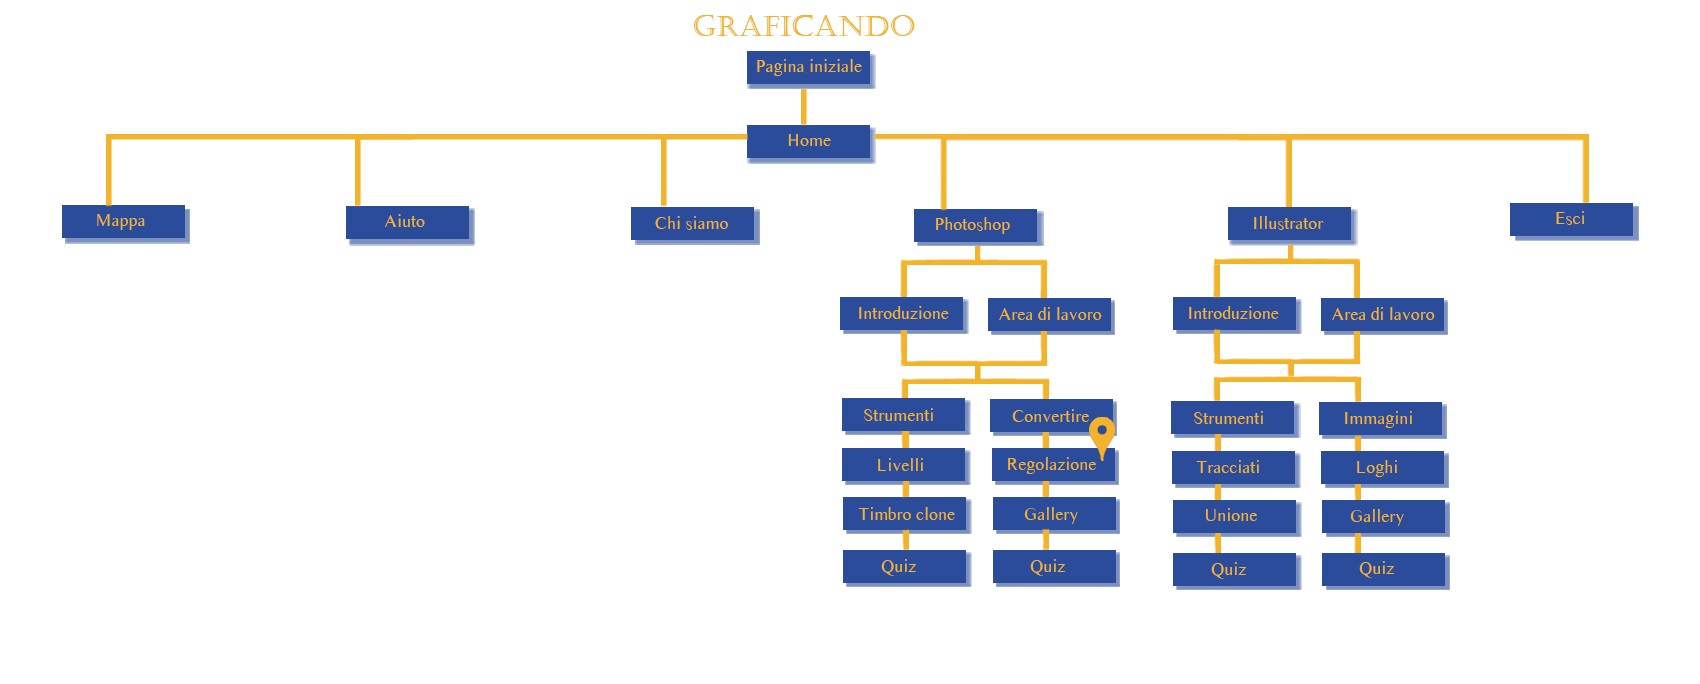 GRAFICANDO
Pagina iniziale
Home
Mappa
Aiuto
Chi siamo
Photoshop
Illustrator
Esci
Introduzione
Area di lavoro
Introduzione
Area di lavoro
Strumenti
Convertire
Strumenti
Immagini
Livelli
Regolazione
Tracciati
Loghi
Timbro clone
Gallery
Unione
Gallery
Quiz
Quiz
Quiz
Quiz